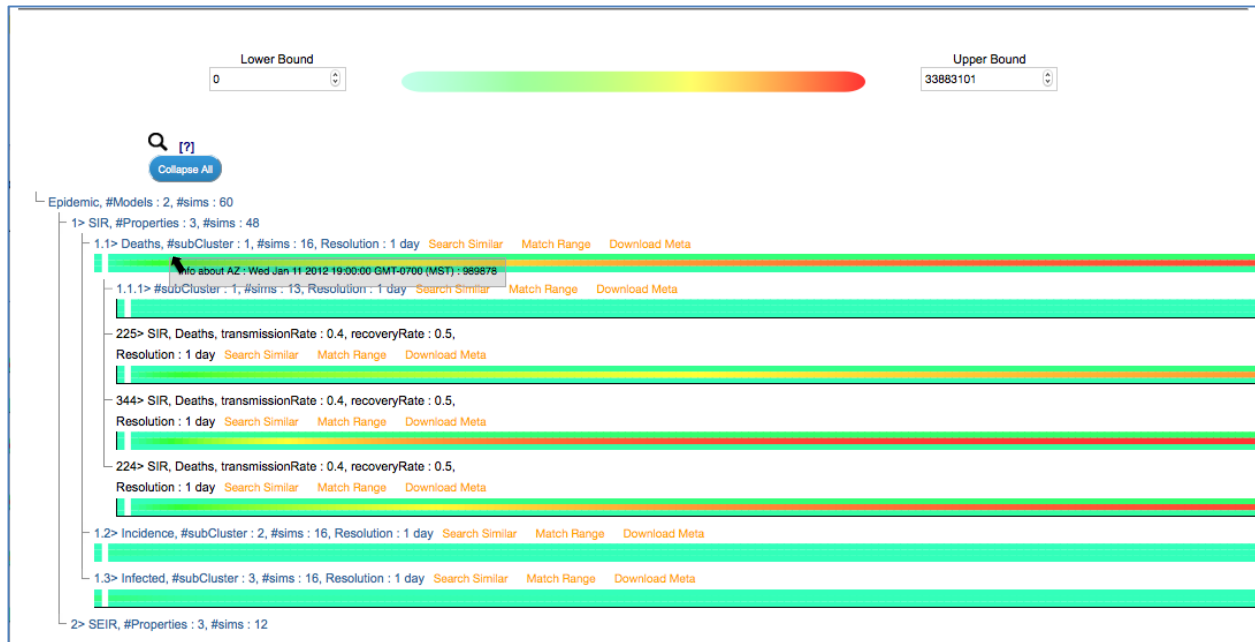 Lower Bound
Upper Bound
0
33883101
[?]
Collapse All
Epidemic, #Models : 2, #sims : 60
1> SIR, #Properties : 3, #sims : 48
1.1> Deaths, #subCluster : 1, #sims : 16, Resolution : 1 day Search Similar Match Range Download Meta
Info about AZ : Wed Jan 11 2012 19:00:00 GMT-0700 (MST) : 989878
1.1.1> #subCluster : 1, #sims : 13, Resolution : 1 day Search Similar Match Range Download Meta
225> SIR, Deaths, transmissionRate : 0.4, recoveryRate : 0.5,
Resolution : 1 day Search Similar Match Range Download Meta
344> SIR, Deaths, transmissionRate : 0.4, recoveryRate : 0.5,
Resolution : 1 day Search Similar Match Range Download Meta
224> SIR, Deaths, transmissionRate : 0.4, recoveryRate : 0.5,
Resolution : 1 day Search Similar Match Range Download Meta
1.2> Incidence, #subCluster : 2, #sims : 16, Resolution : 1 day Search Similar Match Range Download Meta
1.3> Infected, #subCluster : 3, #sims : 16, Resolution : 1 day Search Similar Match Range Download Meta
2> SEIR, #Properties : 3, #sims : 12